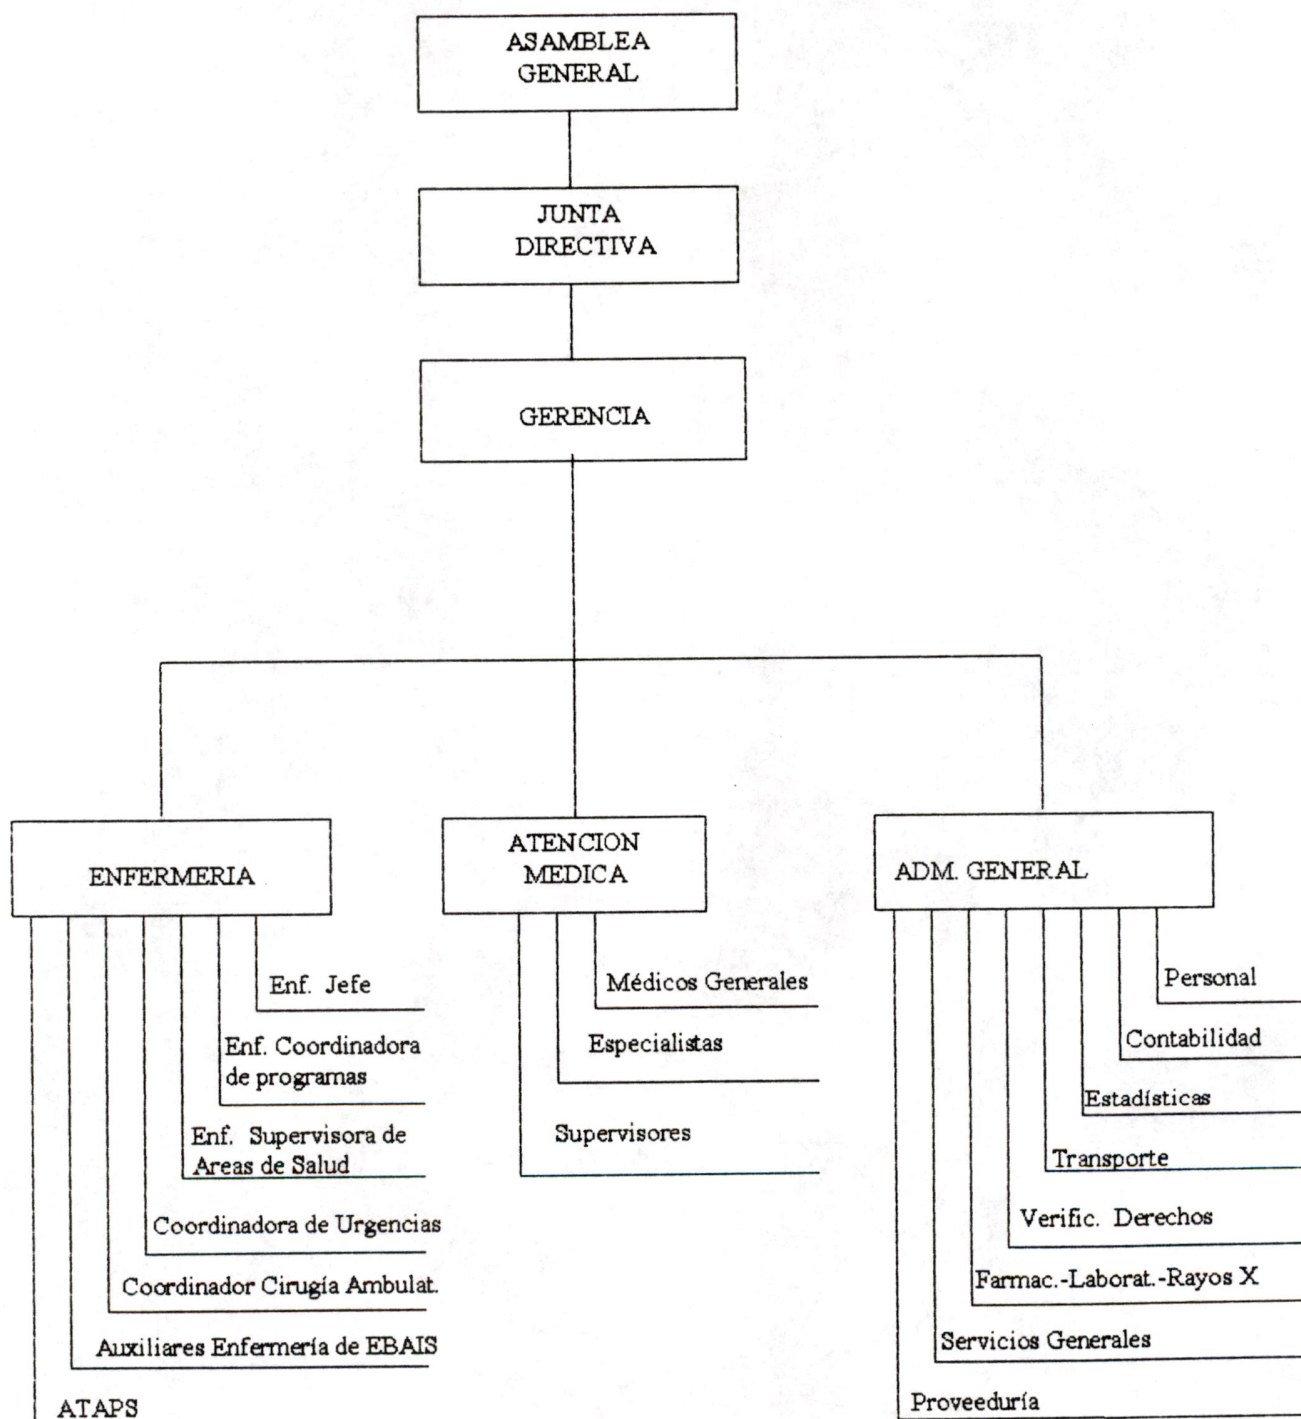 ASAMBLEA
GENERAL
JUNTA
DIRECTIVA
GERENCIA
ENFERMERIA
ATENCION
MEDICA
ADM. GENERAL
Enf. Jefe
Enf. Coordinadora
de programas
Enf. Supervisora de
Areas de Salud
Coordinadora de Urgencias
Coordinador Cirugía Ambulat.
Auxiliares Enfermería de EBAIS
ATAPS
Médicos Generales
Especialistas
Supervisores
Personal
Contabilidad
Estadísticas
Transporte
Verific. Derechos
Farmac.-Laborat.-Rayos X
Servicios Generales
Proveeduría